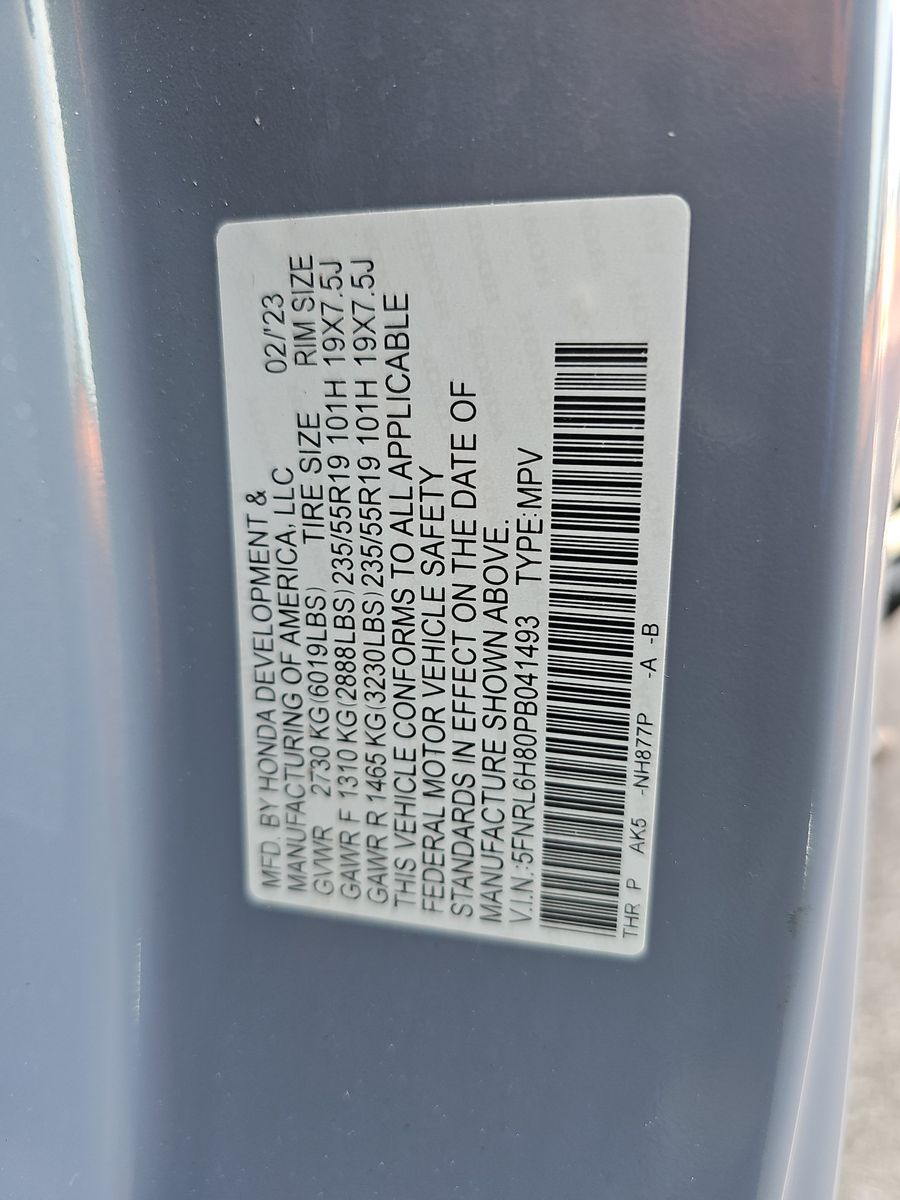 MFD. BY HONDA DEVELOPMENT &
MANUFACTURING OF AMERICA, LLC 02/'23
GVWR 2730 KG(6019LBS) TIRE SIZE RIM SIZE
GAWR F 1310 KG(2888LBS)235/55R19 101H 19X7.5J
GAWR R 1465 KG(3230LBS)235/55R19 101H 19X7.5J
THIS VEHICLE CONFORMS TO ALL APPLICABLE
FEDERAL MOTOR VEHICLE SAFETY
STANDARDS IN EFFECT ON THE DATE OF
MANUFACTURE SHOWN ABOVE.
V.I.N.:5FNRL6H80PB041493 TYPE:MPV
THR P AK5 -NH877P -A -B